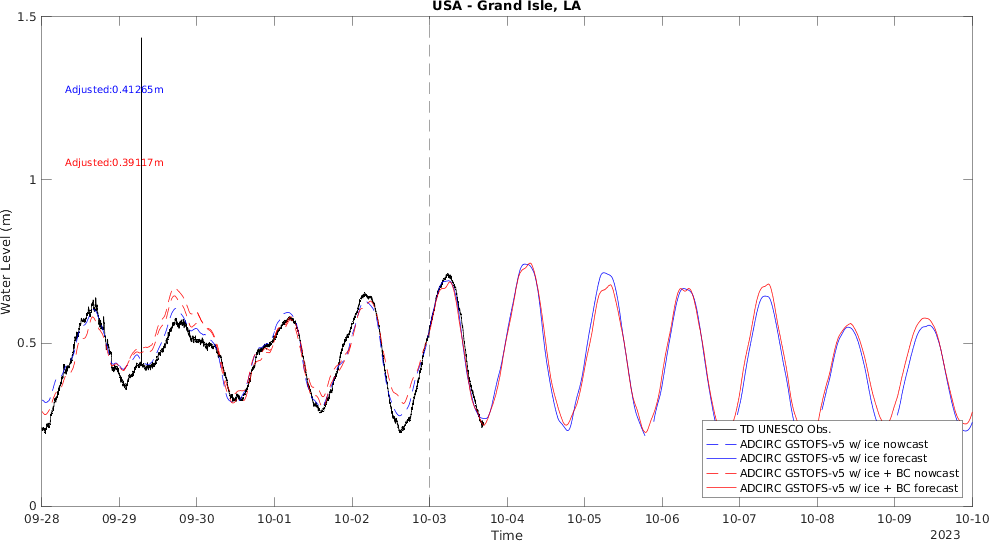 USA - Grand Isle, LA
1.5
Adjusted:0.41265m
Adjusted:0.39117m
1
Water Level (m)
0.5
TD UNESCO Obs.
ADCIRC GSTOFS-v5 w/ ice nowcast
ADCIRC GSTOFS-v5 w/ ice forecast
ADCIRC GSTOFS-v5 w/ ice + BC nowcast
ADCIRC GSTOFS-v5 w/ ice + BC forecast
0
09-28 09-29 09-30 10-01 10-02 10-03 10-04 10-05 10-06 10-07 10-08 10-09 10-10
Time
2023